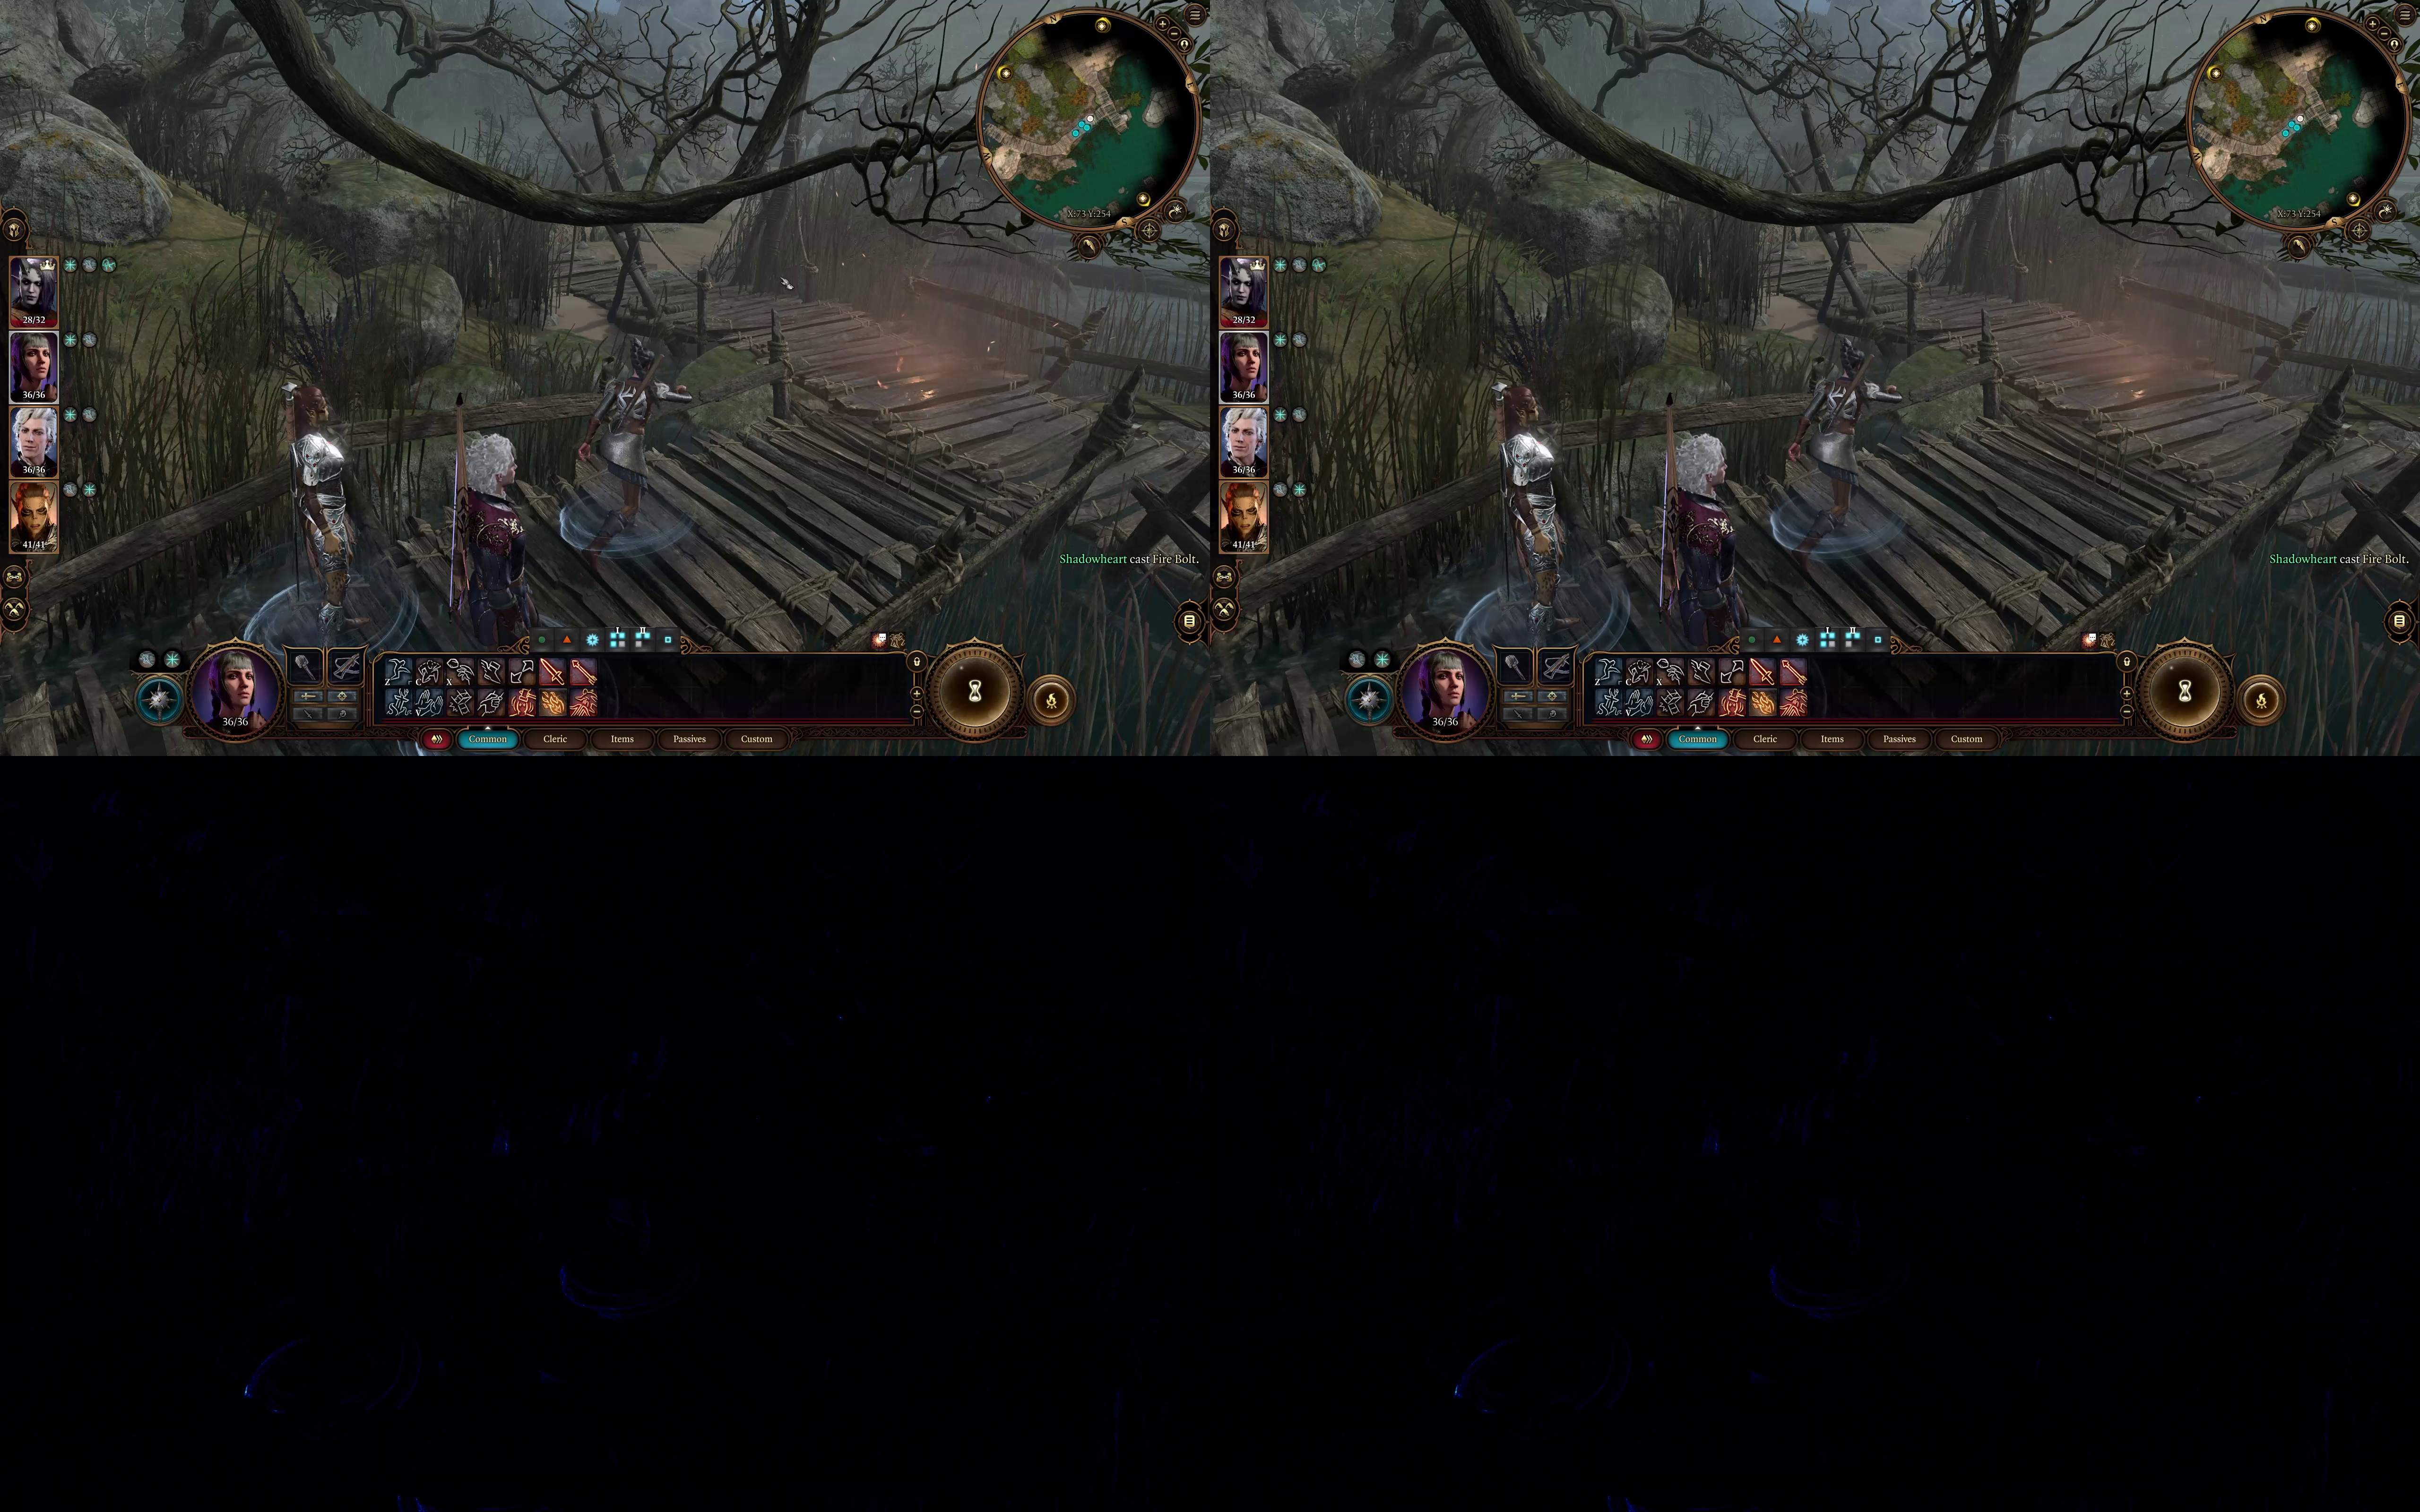 X:73 Y:254
28/32
36/36
36/36
41/41
Shadowheart cast Fire Bolt.
I II
Z C X
V
36/36
Common Cleric Items Passives Custom
X:73 Y:254
28/32
36/36
36/36
41/41
Shadowheart cast Fire Bolt.
I II
Z C X
V
36/36
Common Cleric Items Passives Custom